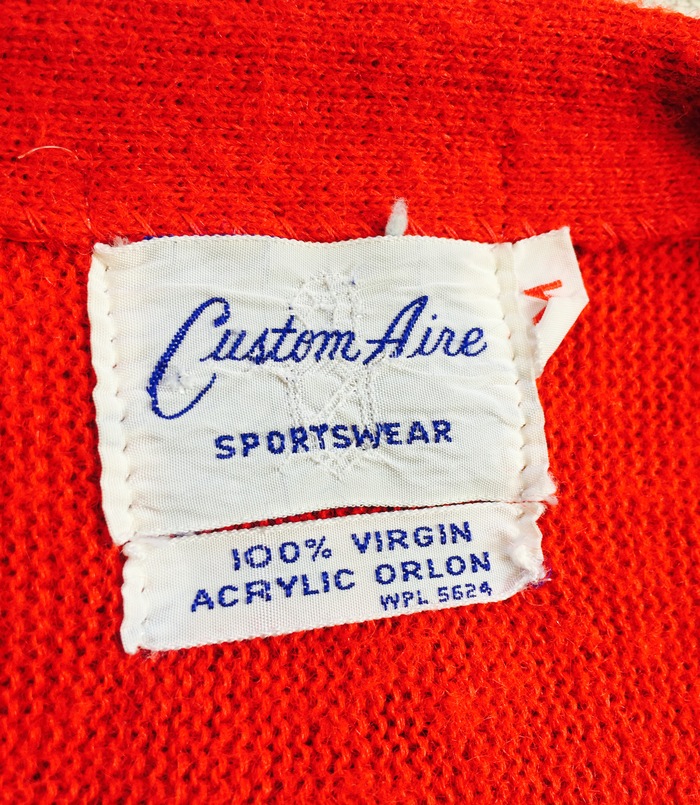 Custom Aire
SPORTSWEAR
100% VIRGIN
ACRYLIC ORLON
WPL 5624